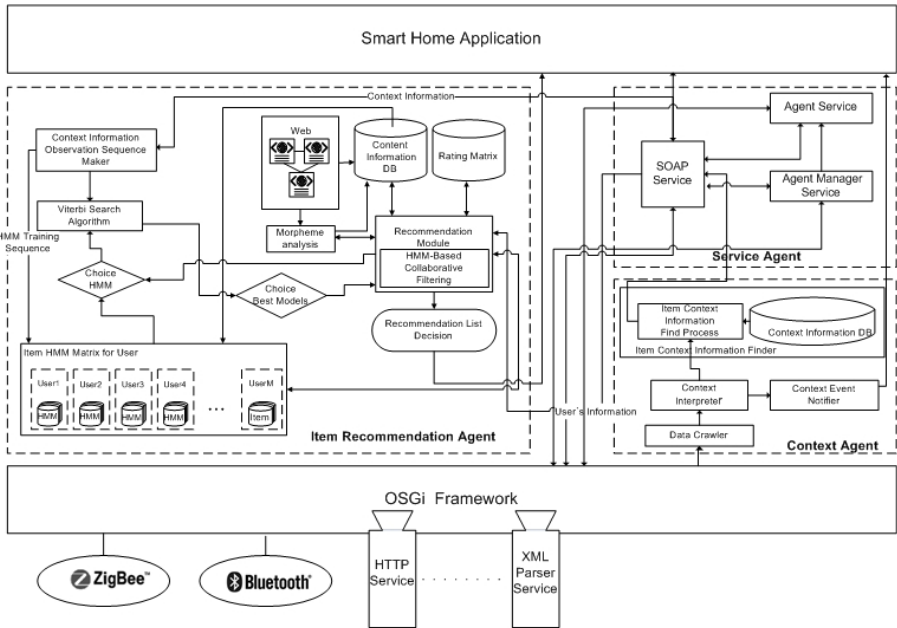 Smart Home Application
Context Information
Context Information
Observation Sequence
Maker
Web
Content
Information
DB
Rating Matrix
Viterbi Search
Algorithm
HMM Training
Sequence
Morpheme
analysis
Recommendation
Module
HMM-Based
Collaborative
Filtering
Choice
HMM
Choice
Best Models
Recommendation List
Decision
Item HMM Matrix for User
User1
User2
User3
User4
UserM
HMM
HMM
HMM
HMM
...
Item
Item Recommendation Agent
User`s Information
SOAP
Service
Agent Service
Agent Manager
Service
Service Agent
Item Context
Information
Find Process
Context Information DB
Item Context Information Finder
Context
Interpreter
Context Event
Notifier
Data Crawler
Context Agent
OSGi Framework
ZigBee™
Bluetooth®
HTTP
Service
. . . . . . . .
XML
Parser
Service